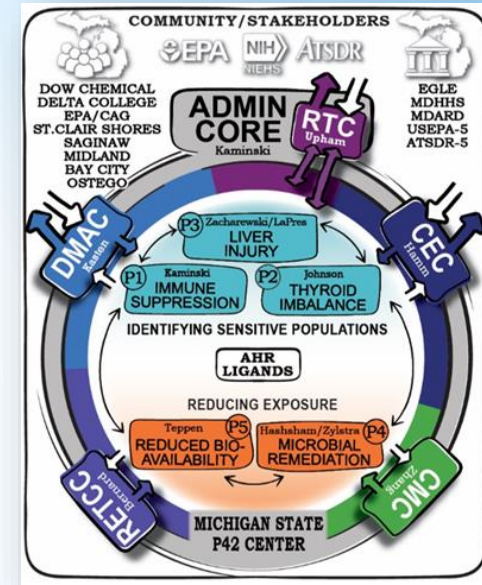 COMMUNITY/STAKEHOLDERS
EPA
NIH
NIEHS
ATSDR
DOW CHEMICAL
DELTA COLLEGE
EPA/CAG
ST.CLAIR SHORES
SAGINAW
MIDLAND
BAY CITY
OSTEGO
EGLE
MDHHS
MDARD
USEPA-5
ATSDR-5
ADMIN
CORE
Kaminski
RTC
Upham
DMAC
Kasten
CEC
Hamm
P3 Zacharewski/LaPres
LIVER
INJURY
P1 Kaminski
IMMUNE
SUPPRESSION
P2 Johnson
THYROID
IMBALANCE
IDENTIFYING SENSITIVE POPULATIONS
AHR
LIGANDS
REDUCING EXPOSURE
Teppen P5
REDUCED BIO-
AVAILABILITY
Hashsham/Zylstra P4
MICROBIAL
REMEDIATION
RETCC
Bernard
CMC
Zhang
MICHIGAN STATE
P42 CENTER